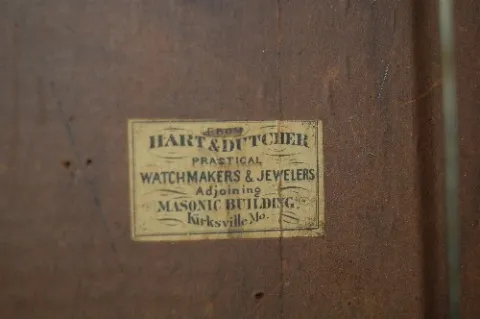 FROM
HART & DUTCHER
PRACTICAL
WATCHMAKERS & JEWELERS
Adjoining
MASONIC BUILDING,
Kirksville Mo.